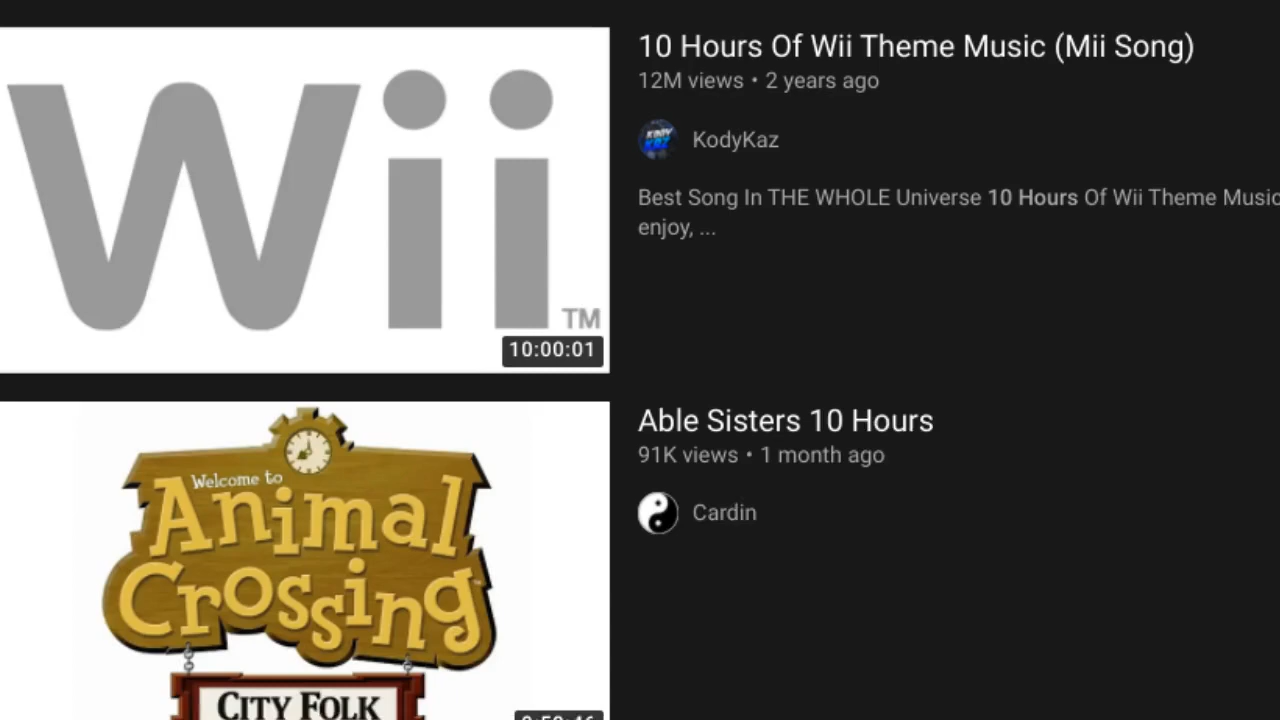 Wii
TM
10:00:01
10 Hours Of Wii Theme Music (Mii Song)
12M views • 2 years ago
KODY
KAZ
KodyKaz
Best Song In THE WHOLE Universe 10 Hours Of Wii Theme Music
enjoy, ...
Welcome to
Animal
Crossing
CITY FOLK
Able Sisters 10 Hours
91K views • 1 month ago
Cardin